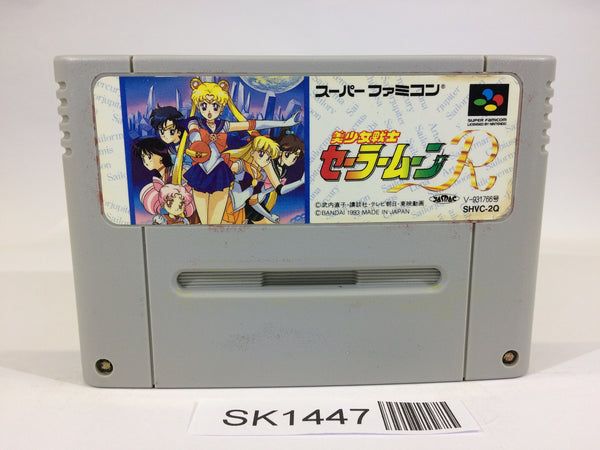 スーパーファミコン®
SUPER FAMICOM
LICENSED BY NINTENDO
美少女戦士
セーラームーンR
©武内直子・講談社・テレビ朝日・東映動画
©BANDAI 1993 MADE IN JAPAN
V-931766号
SHVC-2Q
SK1447